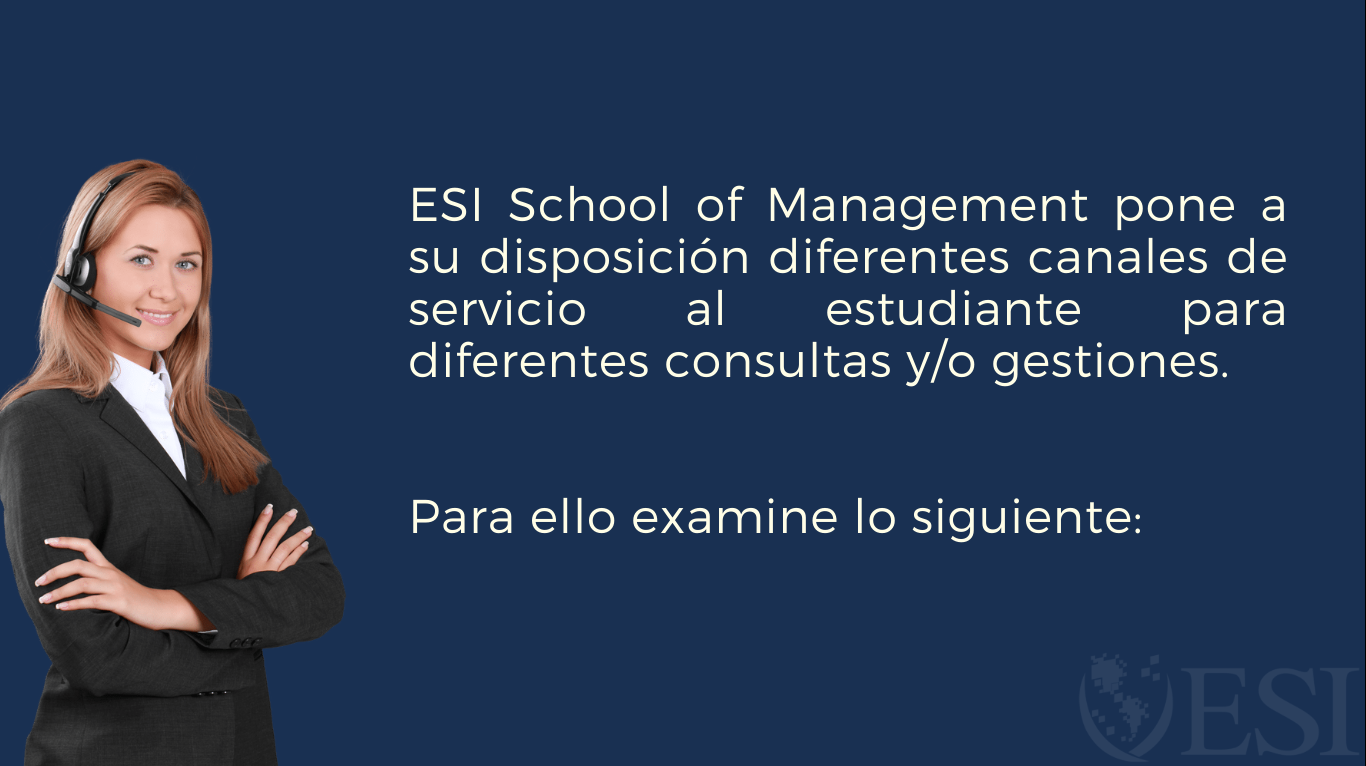 ESI School of Management pone a
su disposición diferentes canales de
servicio al estudiante para
diferentes consultas y/o gestiones.
Para ello examine lo siguiente:
ESI